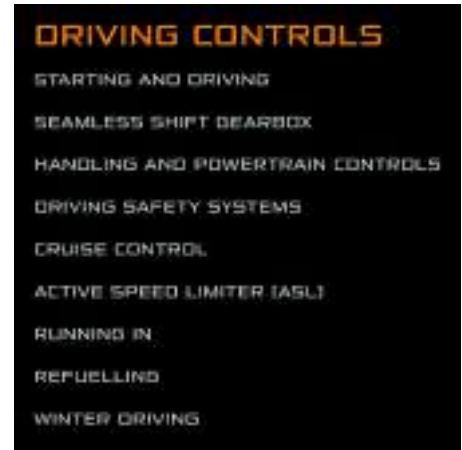 DRIVING CONTROLS
STARTING AND DRIVING
SEAMLESS SHIFT GEARBOX
HANDLING AND POWERTRAIN CONTROLS
DRIVING SAFETY SYSTEMS
CRUISE CONTROL
ACTIVE SPEED LIMITER (ASL)
RUNNING IN
REFUELLING
WINTER DRIVING